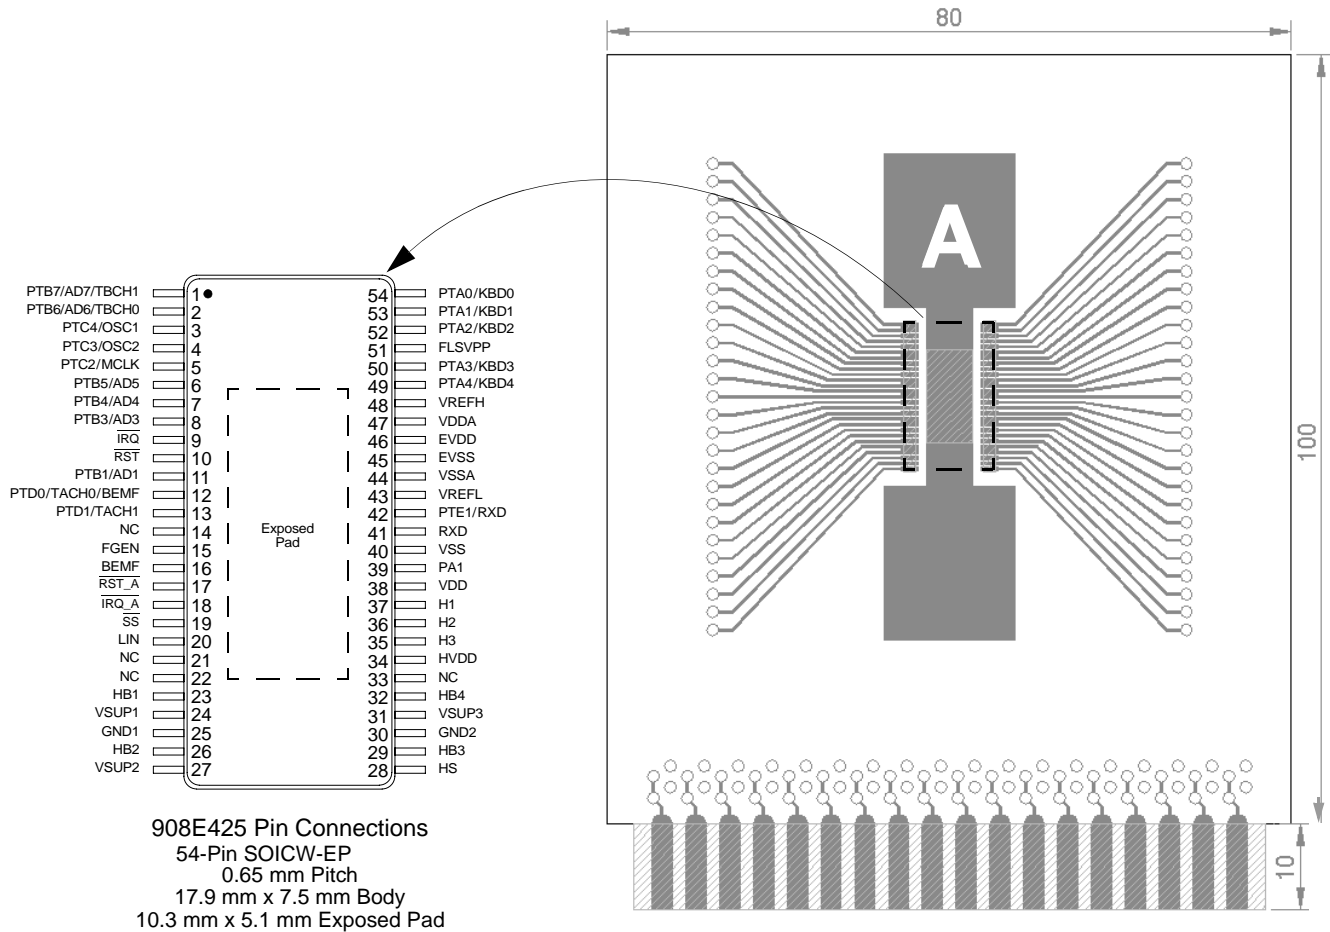 80
100
10
A
PTB7/AD7/TBCH1 1 54 PTA0/KBD0
PTB6/AD6/TBCH0 2 53 PTA1/KBD1
PTC4/OSC1 3 52 PTA2/KBD2
PTC3/OSC2 4 51 FLSVPP
PTC2/MCLK 5 50 PTA3/KBD3
PTB5/AD5 6 49 PTA4/KBD4
PTB4/AD4 7 48 VREFH
PTB3/AD3 8 47 VDDA
IRQ 9 46 EVDD
RST 10 45 EVSS
PTB1/AD1 11 44 VSSA
PTD0/TACH0/BEMF 12 43 VREFL
PTD1/TACH1 13 42 PTE1/RXD
NC 14 41 RXD
FGEN 15 40 VSS
BEMF 16 39 PA1
RST_A 17 38 VDD
IRQ_A 18 37 H1
SS 19 36 H2
LIN 20 35 H3
NC 21 34 HVDD
NC 22 33 NC
HB1 23 32 HB4
VSUP1 24 31 VSUP3
GND1 25 30 GND2
HB2 26 29 HB3
VSUP2 27 28 HS
Exposed
Pad
908E425 Pin Connections
54-Pin SOICW-EP
0.65 mm Pitch
17.9 mm x 7.5 mm Body
10.3 mm x 5.1 mm Exposed Pad